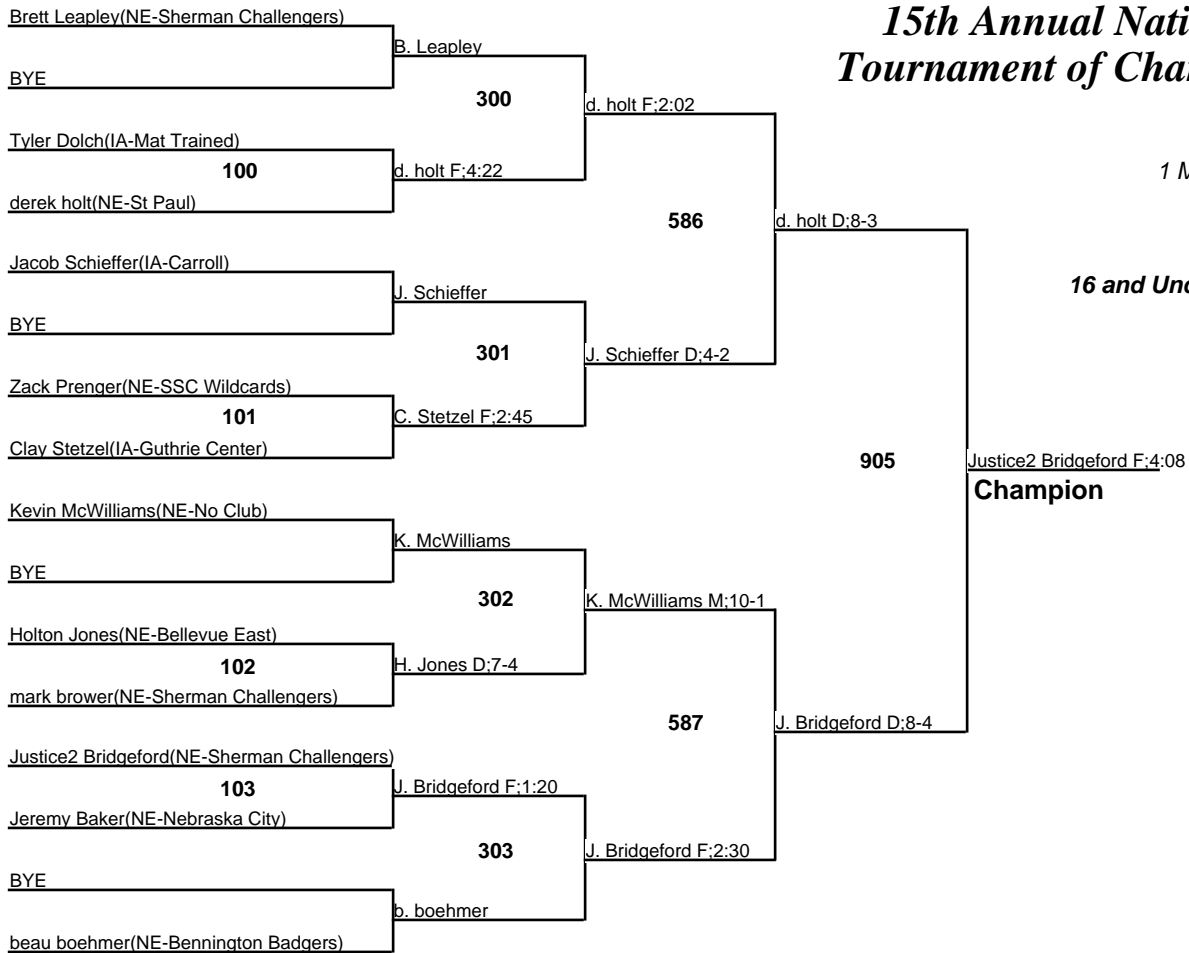 15th Annual Nati
Tournament of Cha
1 M
16 and Un
Brett Leapley(NE-Sherman Challengers)
B. Leapley
BYE
300
d. holt F;2:02
Tyler Dolch(IA-Mat Trained)
100
d. holt F;4:22
derek holt(NE-St Paul)
586
d. holt D;8-3
Jacob Schieffer(IA-Carroll)
J. Schieffer
BYE
301
J. Schieffer D;4-2
Zack Prenger(NE-SSC Wildcards)
101
C. Stetzel F;2:45
Clay Stetzel(IA-Guthrie Center)
905
Justice2 Bridgeford F;4:08
Champion
Kevin McWilliams(NE-No Club)
K. McWilliams
BYE
302
K. McWilliams M;10-1
Holton Jones(NE-Bellevue East)
102
H. Jones D;7-4
mark brower(NE-Sherman Challengers)
587
J. Bridgeford D;8-4
Justice2 Bridgeford(NE-Sherman Challengers)
103
J. Bridgeford F;1:20
Jeremy Baker(NE-Nebraska City)
303
J. Bridgeford F;2:30
BYE
b. boehmer
beau boehmer(NE-Bennington Badgers)